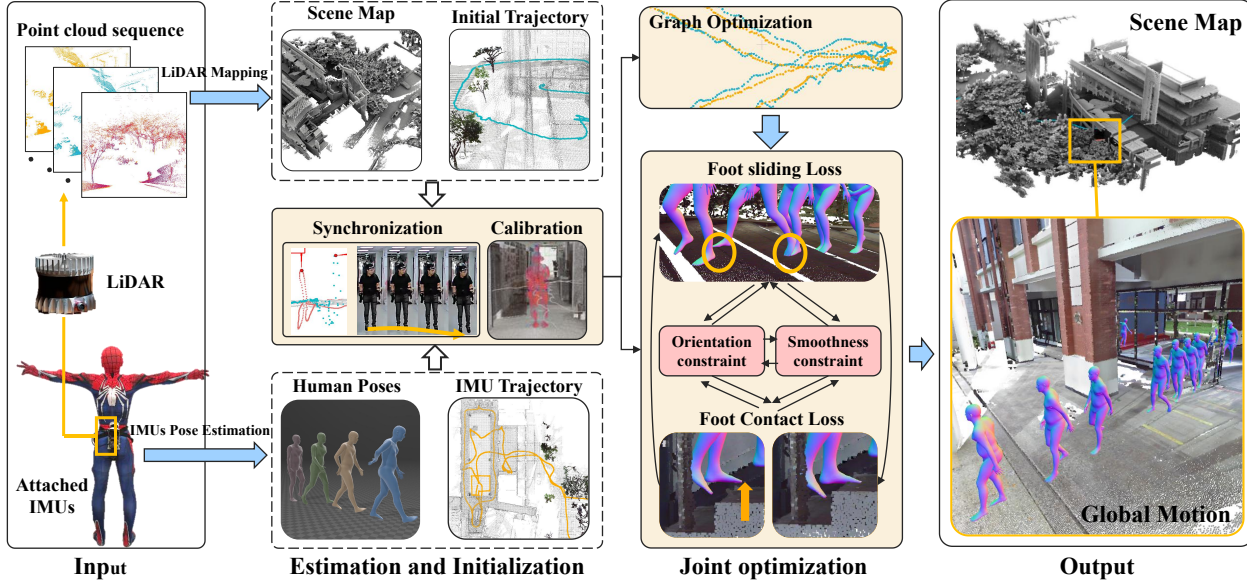 Point cloud sequence
LiDAR Mapping
LiDAR
IMUs Pose Estimation
Attached
IMUs
Input
Scene Map
Initial Trajectory
Synchronization
Calibration
Human Poses
IMU Trajectory
Estimation and Initialization
Graph Optimization
Foot sliding Loss
Orientation
constraint
Smoothness
constraint
Foot Contact Loss
Joint optimization
Scene Map
Global Motion
Output